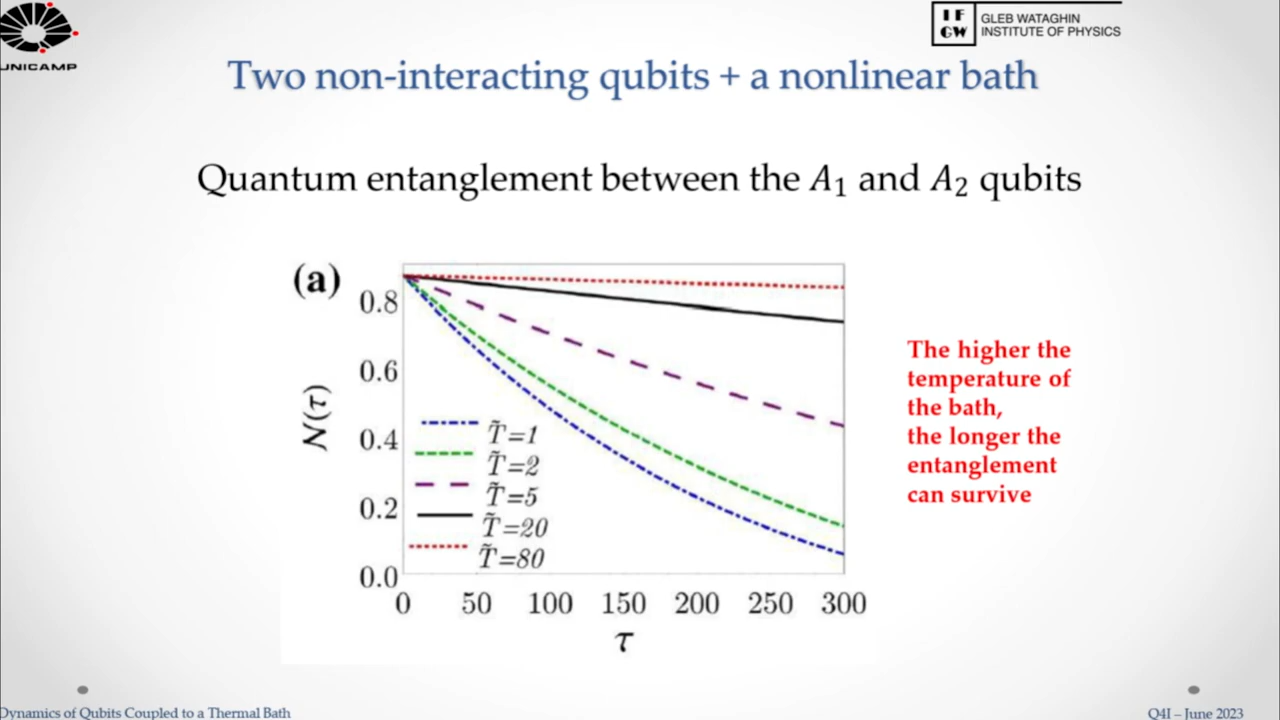 UNICAMP
IF
GW
GLEB WATAGHIN
INSTITUTE OF PHYSICS
Two non-interacting qubits + a nonlinear bath
Quantum entanglement between the A₁ and A₂ qubits
(a)
0.8
0.6
0.4
0.2
0.0
N(τ)
T̃=1
T̃=2
T̃=5
T̃=20
T̃=80
0 50 100 150 200 250 300
τ
The higher the
temperature of
the bath,
the longer the
entanglement
can survive
Dynamics of Qubits Coupled to a Thermal Bath
Q4I – June 2023